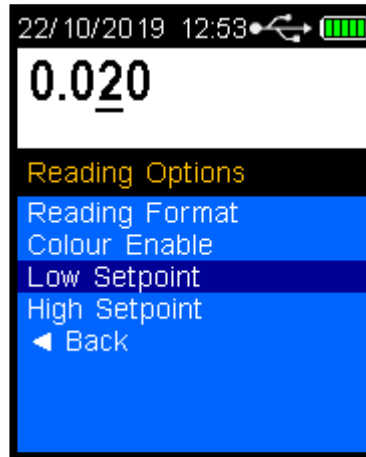 22/10/2019 12:53
0.020
Reading Options
Reading Format
Colour Enable
Low Setpoint
High Setpoint
◄ Back